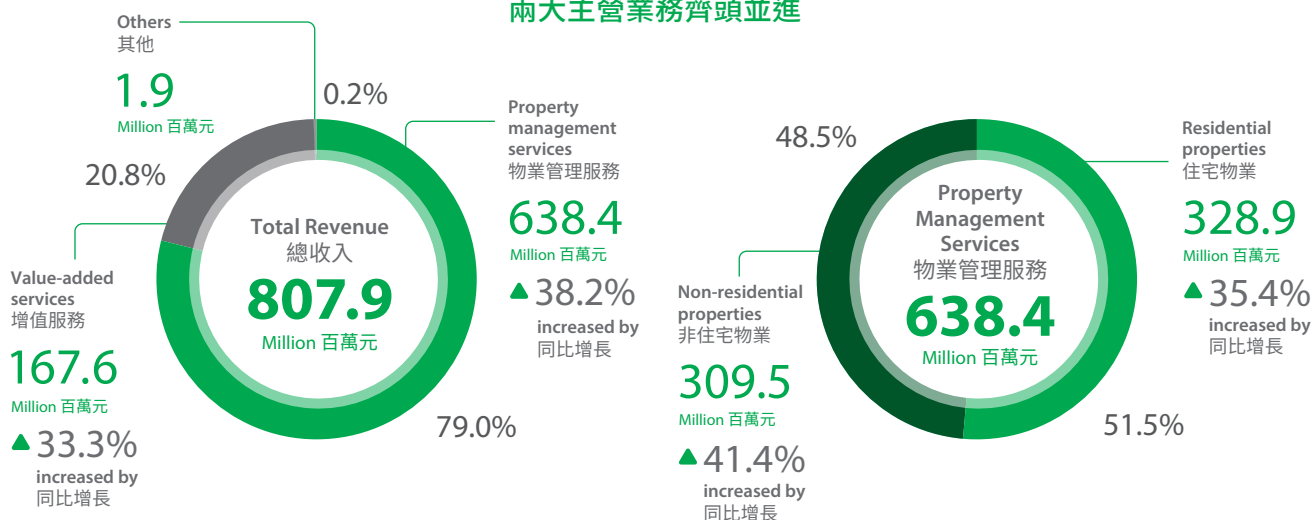 兩大主營業務齊頭並進
Others
其他
1.9
Million 百萬元
0.2%
20.8%
Value-added
services
增值服務
167.6
Million 百萬元
▲ 33.3%
increased by
同比增長
Total Revenue
總收入
807.9
Million 百萬元
Property
management
services
物業管理服務
638.4
Million 百萬元
▲ 38.2%
increased by
同比增長
79.0%
48.5%
Non-residential
properties
非住宅物業
309.5
Million 百萬元
▲ 41.4%
increased by
同比增長
Property
Management
Services
物業管理服務
638.4
Million 百萬元
Residential
properties
住宅物業
328.9
Million 百萬元
▲ 35.4%
increased by
同比增長
51.5%